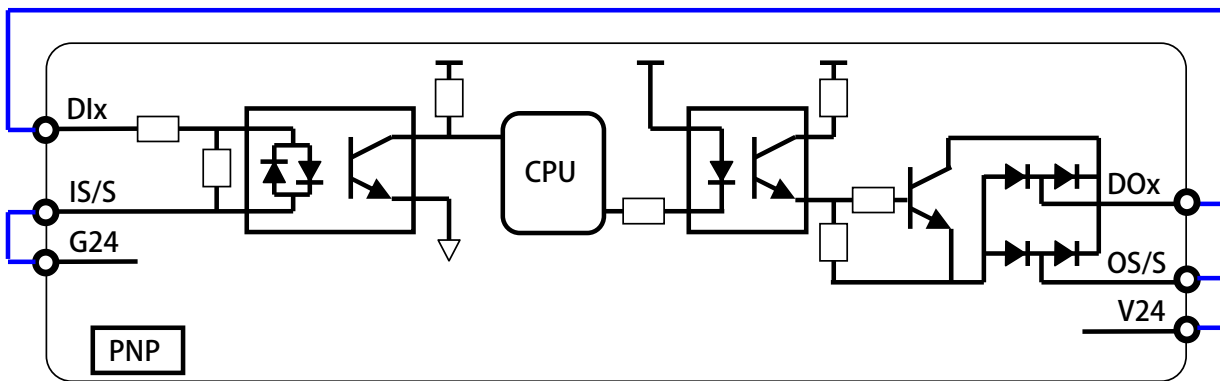 DIx
IS/S
G24
CPU
DOx
OS/S
V24
PNP